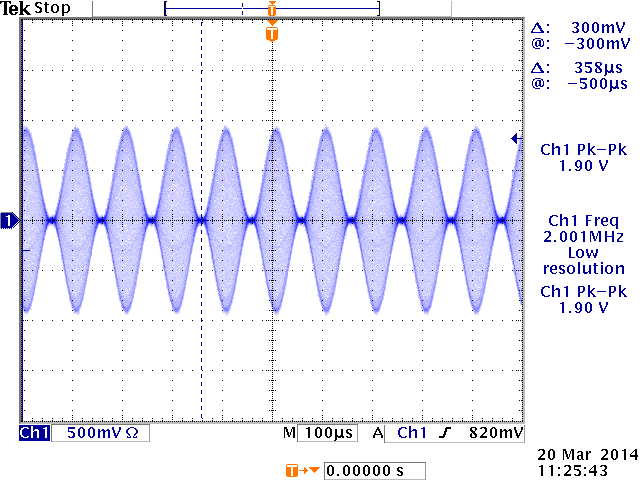 Tek Stop
T
T
Δ: 300mV
@: −300mV
Δ: 358µs
@: −500µs
Ch1 Pk−Pk
1.90 V
1
Ch1 Freq
2.001MHz
Low
resolution
Ch1 Pk−Pk
1.90 V
Ch1 500mV Ω M 100µs A Ch1 820mV
T 0.00000 s
20 Mar 2014
11:25:43